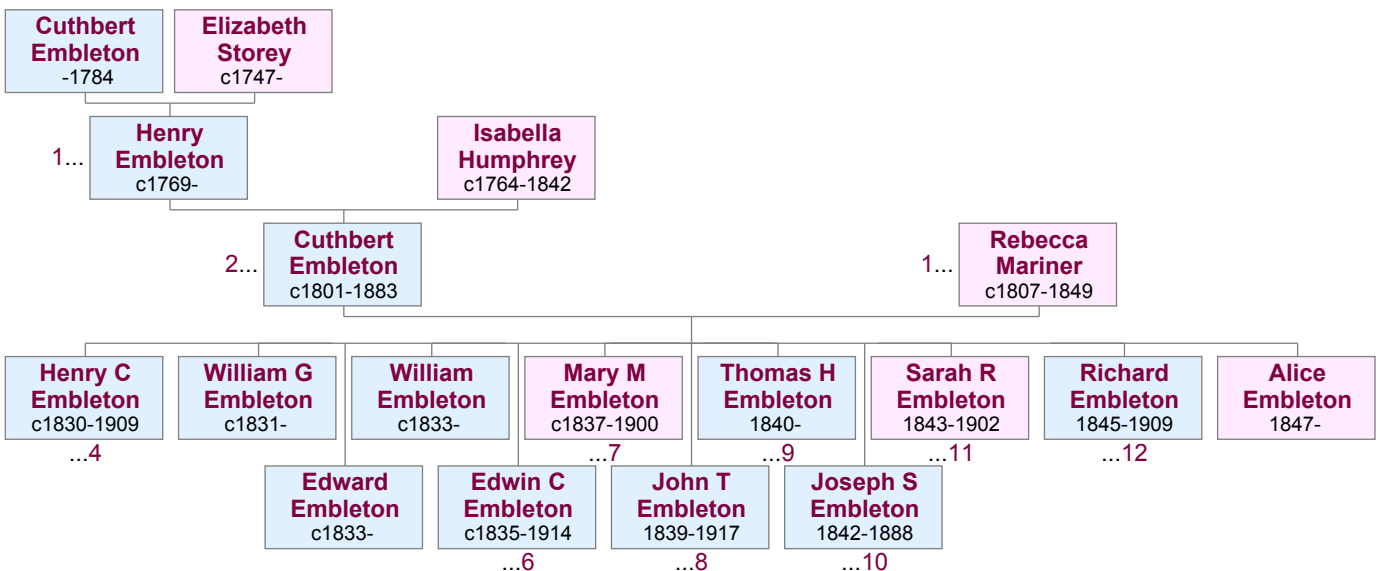 Cuthbert
Embleton
-1784
Elizabeth
Storey
c1747-
1...
Henry
Embleton
c1769-
Isabella
Humphrey
c1764-1842
2...
Cuthbert
Embleton
c1801-1883
1...
Rebecca
Mariner
c1807-1849
Henry C
Embleton
c1830-1909
...4
William G
Embleton
c1831-
William
Embleton
c1833-
Mary M
Embleton
c1837-1900
...7
Thomas H
Embleton
1840-
...9
Sarah R
Embleton
1843-1902
...11
Richard
Embleton
1845-1909
...12
Alice
Embleton
1847-
Edward
Embleton
c1833-
Edwin C
Embleton
c1835-1914
...6
John T
Embleton
1839-1917
...8
Joseph S
Embleton
1842-1888
...10